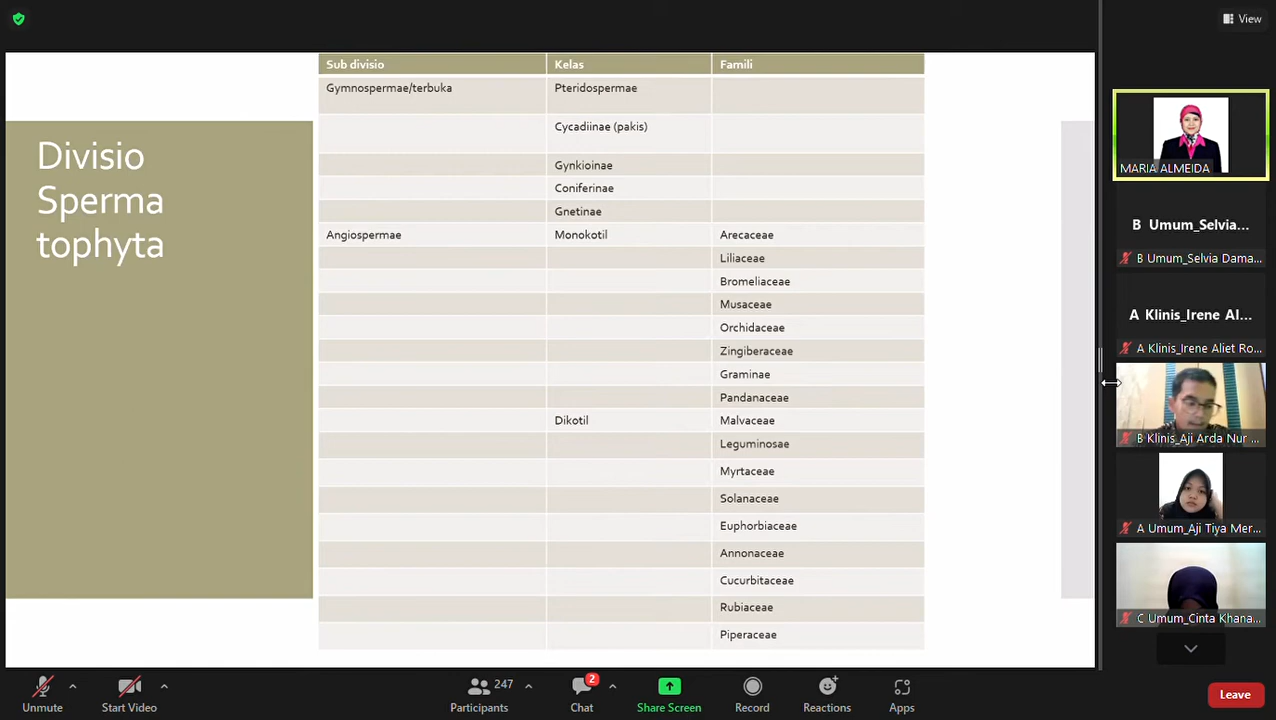 View
Divisio
Sperma
tophyta
Sub divisio Kelas Famili
Gymnospermae/terbuka Pteridospermae
Cycadiinae (pakis)
Gynkioinae
Coniferinae
Gnetinae
Angiospermae Monokotil Arecaceae
Liliaceae
Bromeliaceae
Musaceae
Orchidaceae
Zingiberaceae
Graminae
Pandanaceae
Dikotil Malvaceae
Leguminosae
Myrtaceae
Solanaceae
Euphorbiaceae
Annonaceae
Cucurbitaceae
Rubiaceae
Piperaceae
MARIA ALMEIDA
B Umum_Selvia...
B Umum_Selvia Dama...
A Klinis_Irene Al...
A Klinis_Irene Aliet Ro...
B Klinis_Aji Arda Nur ...
A Umum_Aji Tiya Mer...
C Umum_Cinta Khana...
Unmute
Start Video
247
Participants
2
Chat
Share Screen
Record
Reactions
Apps
Leave